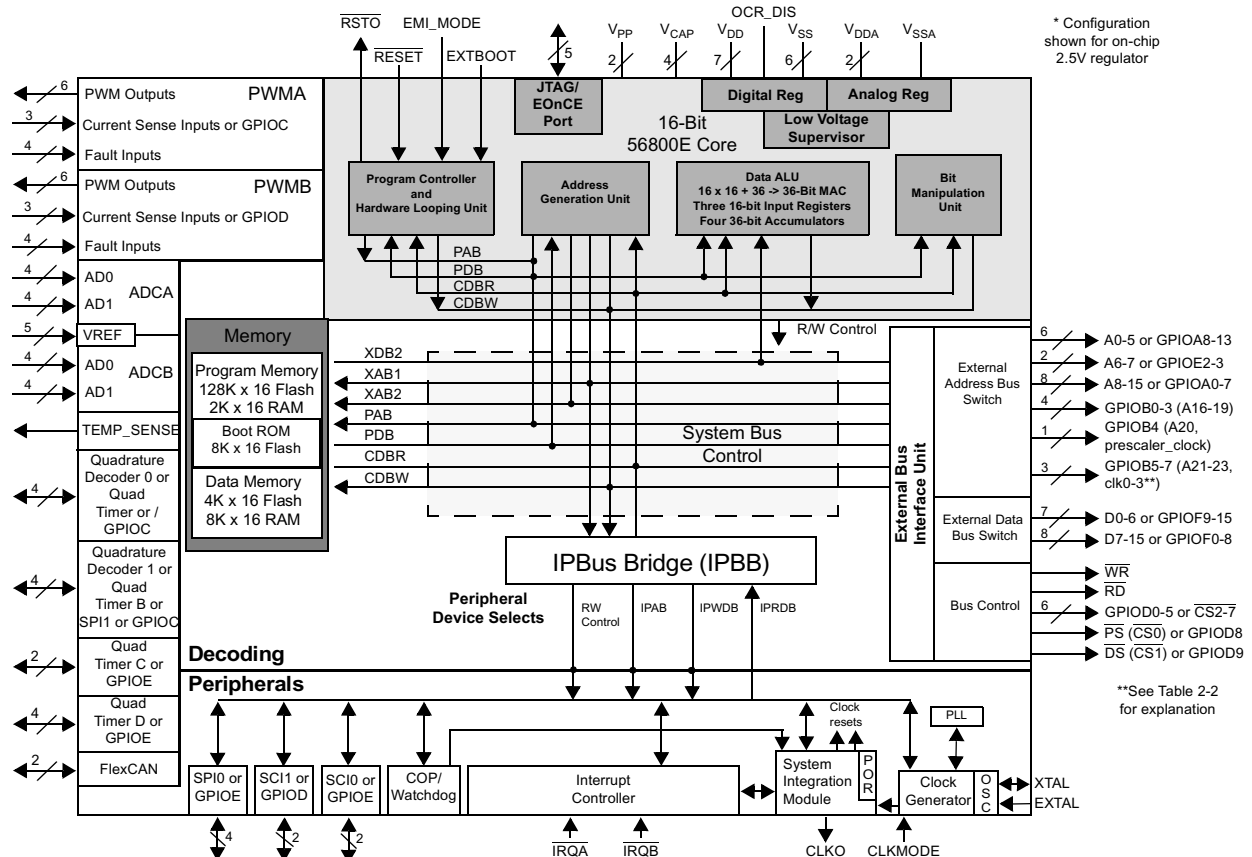 RSTO
EMI_MODE
RESET
EXTBOOT
5
VPP
2
VCAP
4
VDD
7
OCR_DIS
VSS
6
VDDA
2
VSSA
* Configuration
shown for on-chip
2.5V regulator
JTAG/
EOnCE
Port
Digital Reg
Analog Reg
Low Voltage
Supervisor
16-Bit
56800E Core
6
PWM Outputs
PWMA
3
Current Sense Inputs or GPIOC
4
Fault Inputs
6
PWM Outputs
PWMB
3
Current Sense Inputs or GPIOD
4
Fault Inputs
Program Controller
and
Hardware Looping Unit
Address
Generation Unit
Data ALU
16 x 16 + 36 -> 36-Bit MAC
Three 16-bit Input Registers
Four 36-bit Accumulators
Bit
Manipulation
Unit
PAB
PDB
CDBR
CDBW
4
AD0
ADCA
4
AD1
5
VREF
4
AD0
ADCB
4
AD1
TEMP_SENSE
4
Quadrature
Decoder 0 or
Quad
Timer or /
GPIOC
4
Quadrature
Decoder 1 or
Quad
Timer B or
SPI1 or GPIOC
2
Quad
Timer C or
GPIOE
4
Quad
Timer D or
GPIOE
2
FlexCAN
Memory
Program Memory
128K x 16 Flash
2K x 16 RAM
Boot ROM
8K x 16 Flash
Data Memory
4K x 16 Flash
8K x 16 RAM
R/W Control
XDB2
XAB1
XAB2
PAB
PDB
CDBR
CDBW
System Bus
Control
External Bus
Interface Unit
External
Address Bus
Switch
External Data
Bus Switch
Bus Control
6
A0-5 or GPIOA8-13
2
A6-7 or GPIOE2-3
8
A8-15 or GPIOA0-7
4
GPIOB0-3 (A16-19)
1
GPIOB4 (A20,
prescaler_clock)
3
GPIOB5-7 (A21-23,
clk0-3**)
7
D0-6 or GPIOF9-15
8
D7-15 or GPIOF0-8
WR
RD
6
GPIOD0-5 or CS2-7
PS (CS0) or GPIOD8
DS (CS1) or GPIOD9
**See Table 2-2
for explanation
IPBus Bridge (IPBB)
Peripheral
Device Selects
RW
Control
IPAB
IPWDB
IPRDB
Decoding
Peripherals
Clock
resets
PLL
SPI0 or
GPIOE
SCI1 or
GPIOD
SCI0 or
GPIOE
COP/
Watchdog
Interrupt
Controller
System
Integration
Module
POR
Clock
Generator
OSC
XTAL
EXTAL
4
2
2
IRQA
IRQB
CLKO
CLKMODE